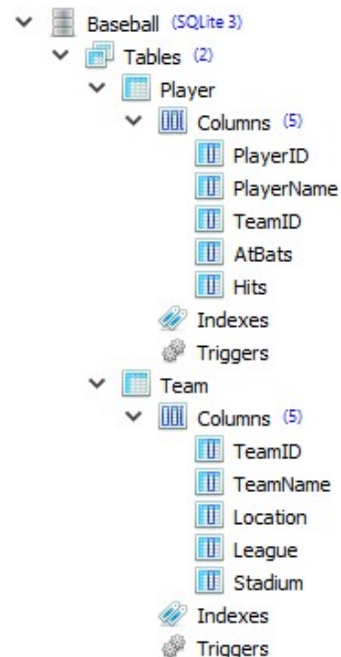 Baseball (SQLite 3)
Tables (2)
Player
Columns (5)
PlayerID
PlayerName
TeamID
AtBats
Hits
Indexes
Triggers
Team
Columns (5)
TeamID
TeamName
Location
League
Stadium
Indexes
Triggers